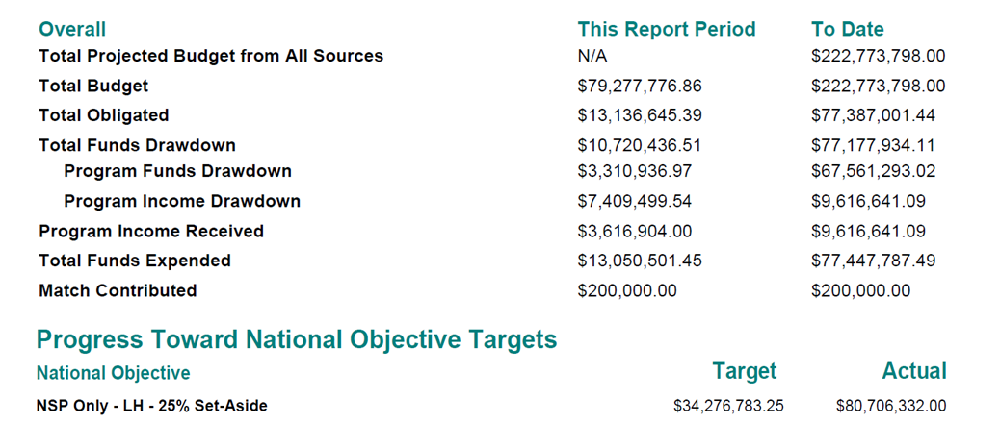 Overall This Report Period To Date
Total Projected Budget from All Sources N/A $222,773,798.00
Total Budget $79,277,776.86 $222,773,798.00
Total Obligated $13,136,645.39 $77,387,001.44
Total Funds Drawdown $10,720,436.51 $77,177,934.11
Program Funds Drawdown $3,310,936.97 $67,561,293.02
Program Income Drawdown $7,409,499.54 $9,616,641.09
Program Income Received $3,616,904.00 $9,616,641.09
Total Funds Expended $13,050,501.45 $77,447,787.49
Match Contributed $200,000.00 $200,000.00
Progress Toward National Objective Targets
National Objective Target Actual
NSP Only - LH - 25% Set-Aside $34,276,783.25 $80,706,332.00